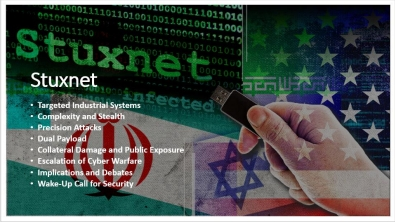 Stuxnet
infected
Stuxnet
• Targeted Industrial Systems
• Complexity and Stealth
• Precision Attacks
• Dual Payload
• Collateral Damage and Public Exposure
• Escalation of Cyber Warfare
• Implications and Debates
• Wake-Up Call for Security